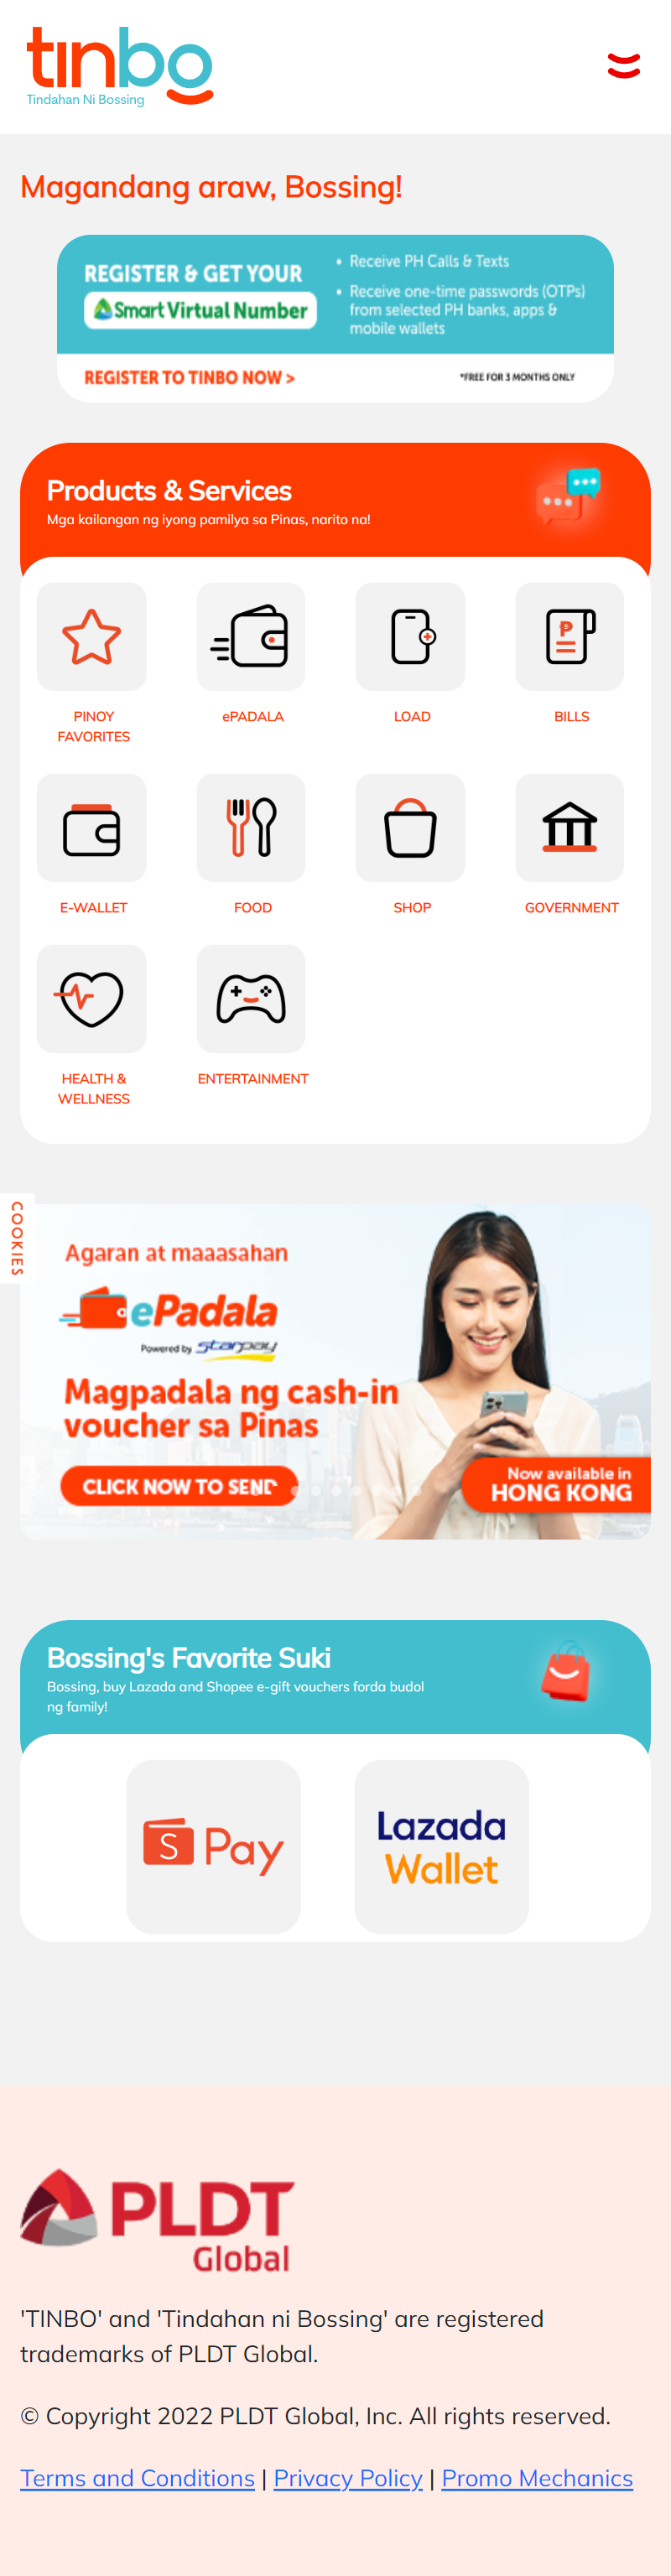 tinbo
Tindahan Ni Bossing
Magandang araw, Bossing!
REGISTER & GET YOUR
Smart Virtual Number
• Receive PH Calls & Texts
• Receive one-time passwords (OTPs)
from selected PH banks, apps &
mobile wallets
REGISTER TO TINBO NOW >
*FREE FOR 3 MONTHS ONLY
Products & Services
Mga kailangan ng iyong pamilya sa Pinas, narito na!
PINOY
FAVORITES
ePADALA
LOAD
BILLS
E-WALLET
FOOD
SHOP
GOVERNMENT
HEALTH &
WELLNESS
ENTERTAINMENT
COOKIES
Agaran at maaasahan
ePadala
Powered by starpay
Magpadala ng cash-in
voucher sa Pinas
CLICK NOW TO SEND
Now available in
HONG KONG
Bossing's Favorite Suki
Bossing, buy Lazada and Shopee e-gift vouchers forda budol
ng family!
S Pay
Lazada
Wallet
PLDT
Global
'TINBO' and 'Tindahan ni Bossing' are registered
trademarks of PLDT Global.
© Copyright 2022 PLDT Global, Inc. All rights reserved.
Terms and Conditions | Privacy Policy | Promo Mechanics